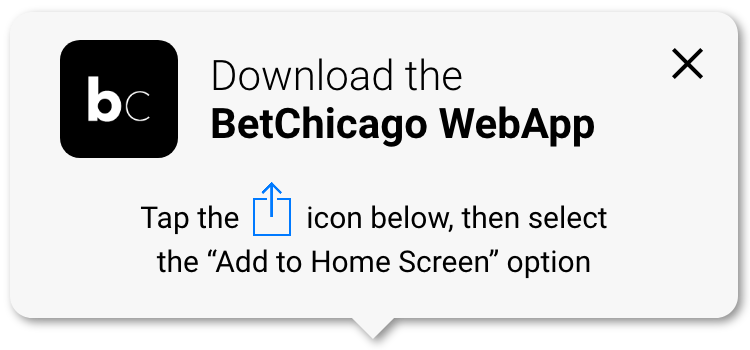 bc
Download the
BetChicago WebApp
Tap the icon below, then select
the “Add to Home Screen” option